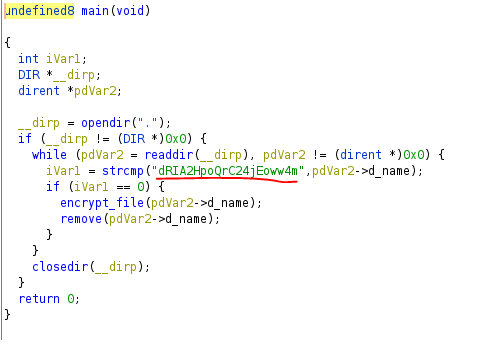 undefined8 main(void)
{
int iVar1;
DIR *__dirp;
dirent *pdVar2;
__dirp = opendir(".");
if (__dirp != (DIR *)0x0) {
while (pdVar2 = readdir(__dirp), pdVar2 != (dirent *)0x0) {
iVar1 = strcmp("dRIA2HpoQrC24jEoww4m",pdVar2->d_name);
if (iVar1 == 0) {
encrypt_file(pdVar2->d_name);
remove(pdVar2->d_name);
}
}
closedir(__dirp);
}
return 0;
}